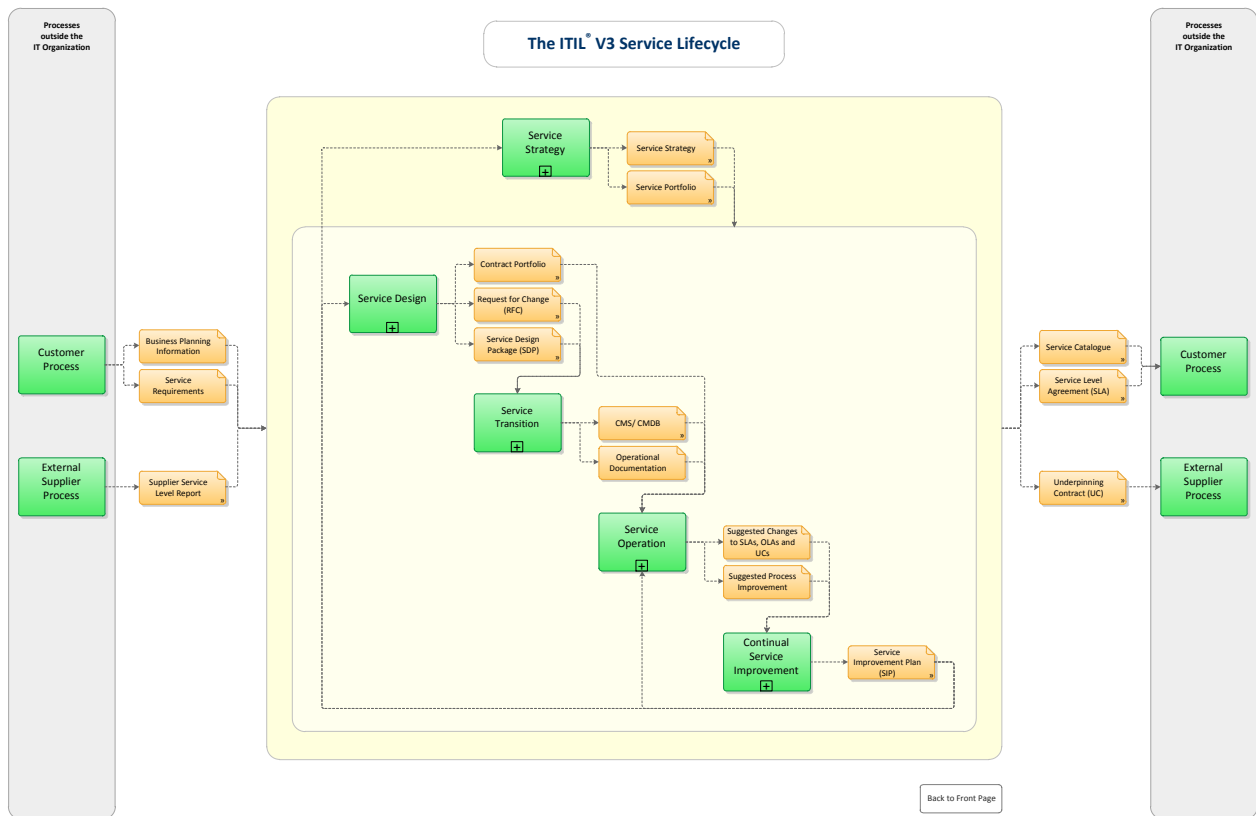 Processes
outside the
IT Organization
The ITIL® V3 Service Lifecycle
Processes
outside the
IT Organization
Service
Strategy
Service Strategy
»
Service Portfolio
»
Service Design
Contract Portfolio
»
Request for Change
(RFC)
»
Service Design
Package (SDP)
»
Customer
Process
Business Planning
Information
Service
Requirements
External
Supplier
Process
Supplier Service
Level Report
»
Service
Transition
CMS/ CMDB
»
Operational
Documentation
Service
Operation
Suggested Changes
to SLAs, OLAs and
UCs
Suggested Process
Improvement
Continual
Service
Improvement
Service
Improvement Plan
(SIP)
»
Service Catalogue
»
Service Level
Agreement (SLA)
»
Customer
Process
Underpinning
Contract (UC)
»
External
Supplier
Process
Back to Front Page